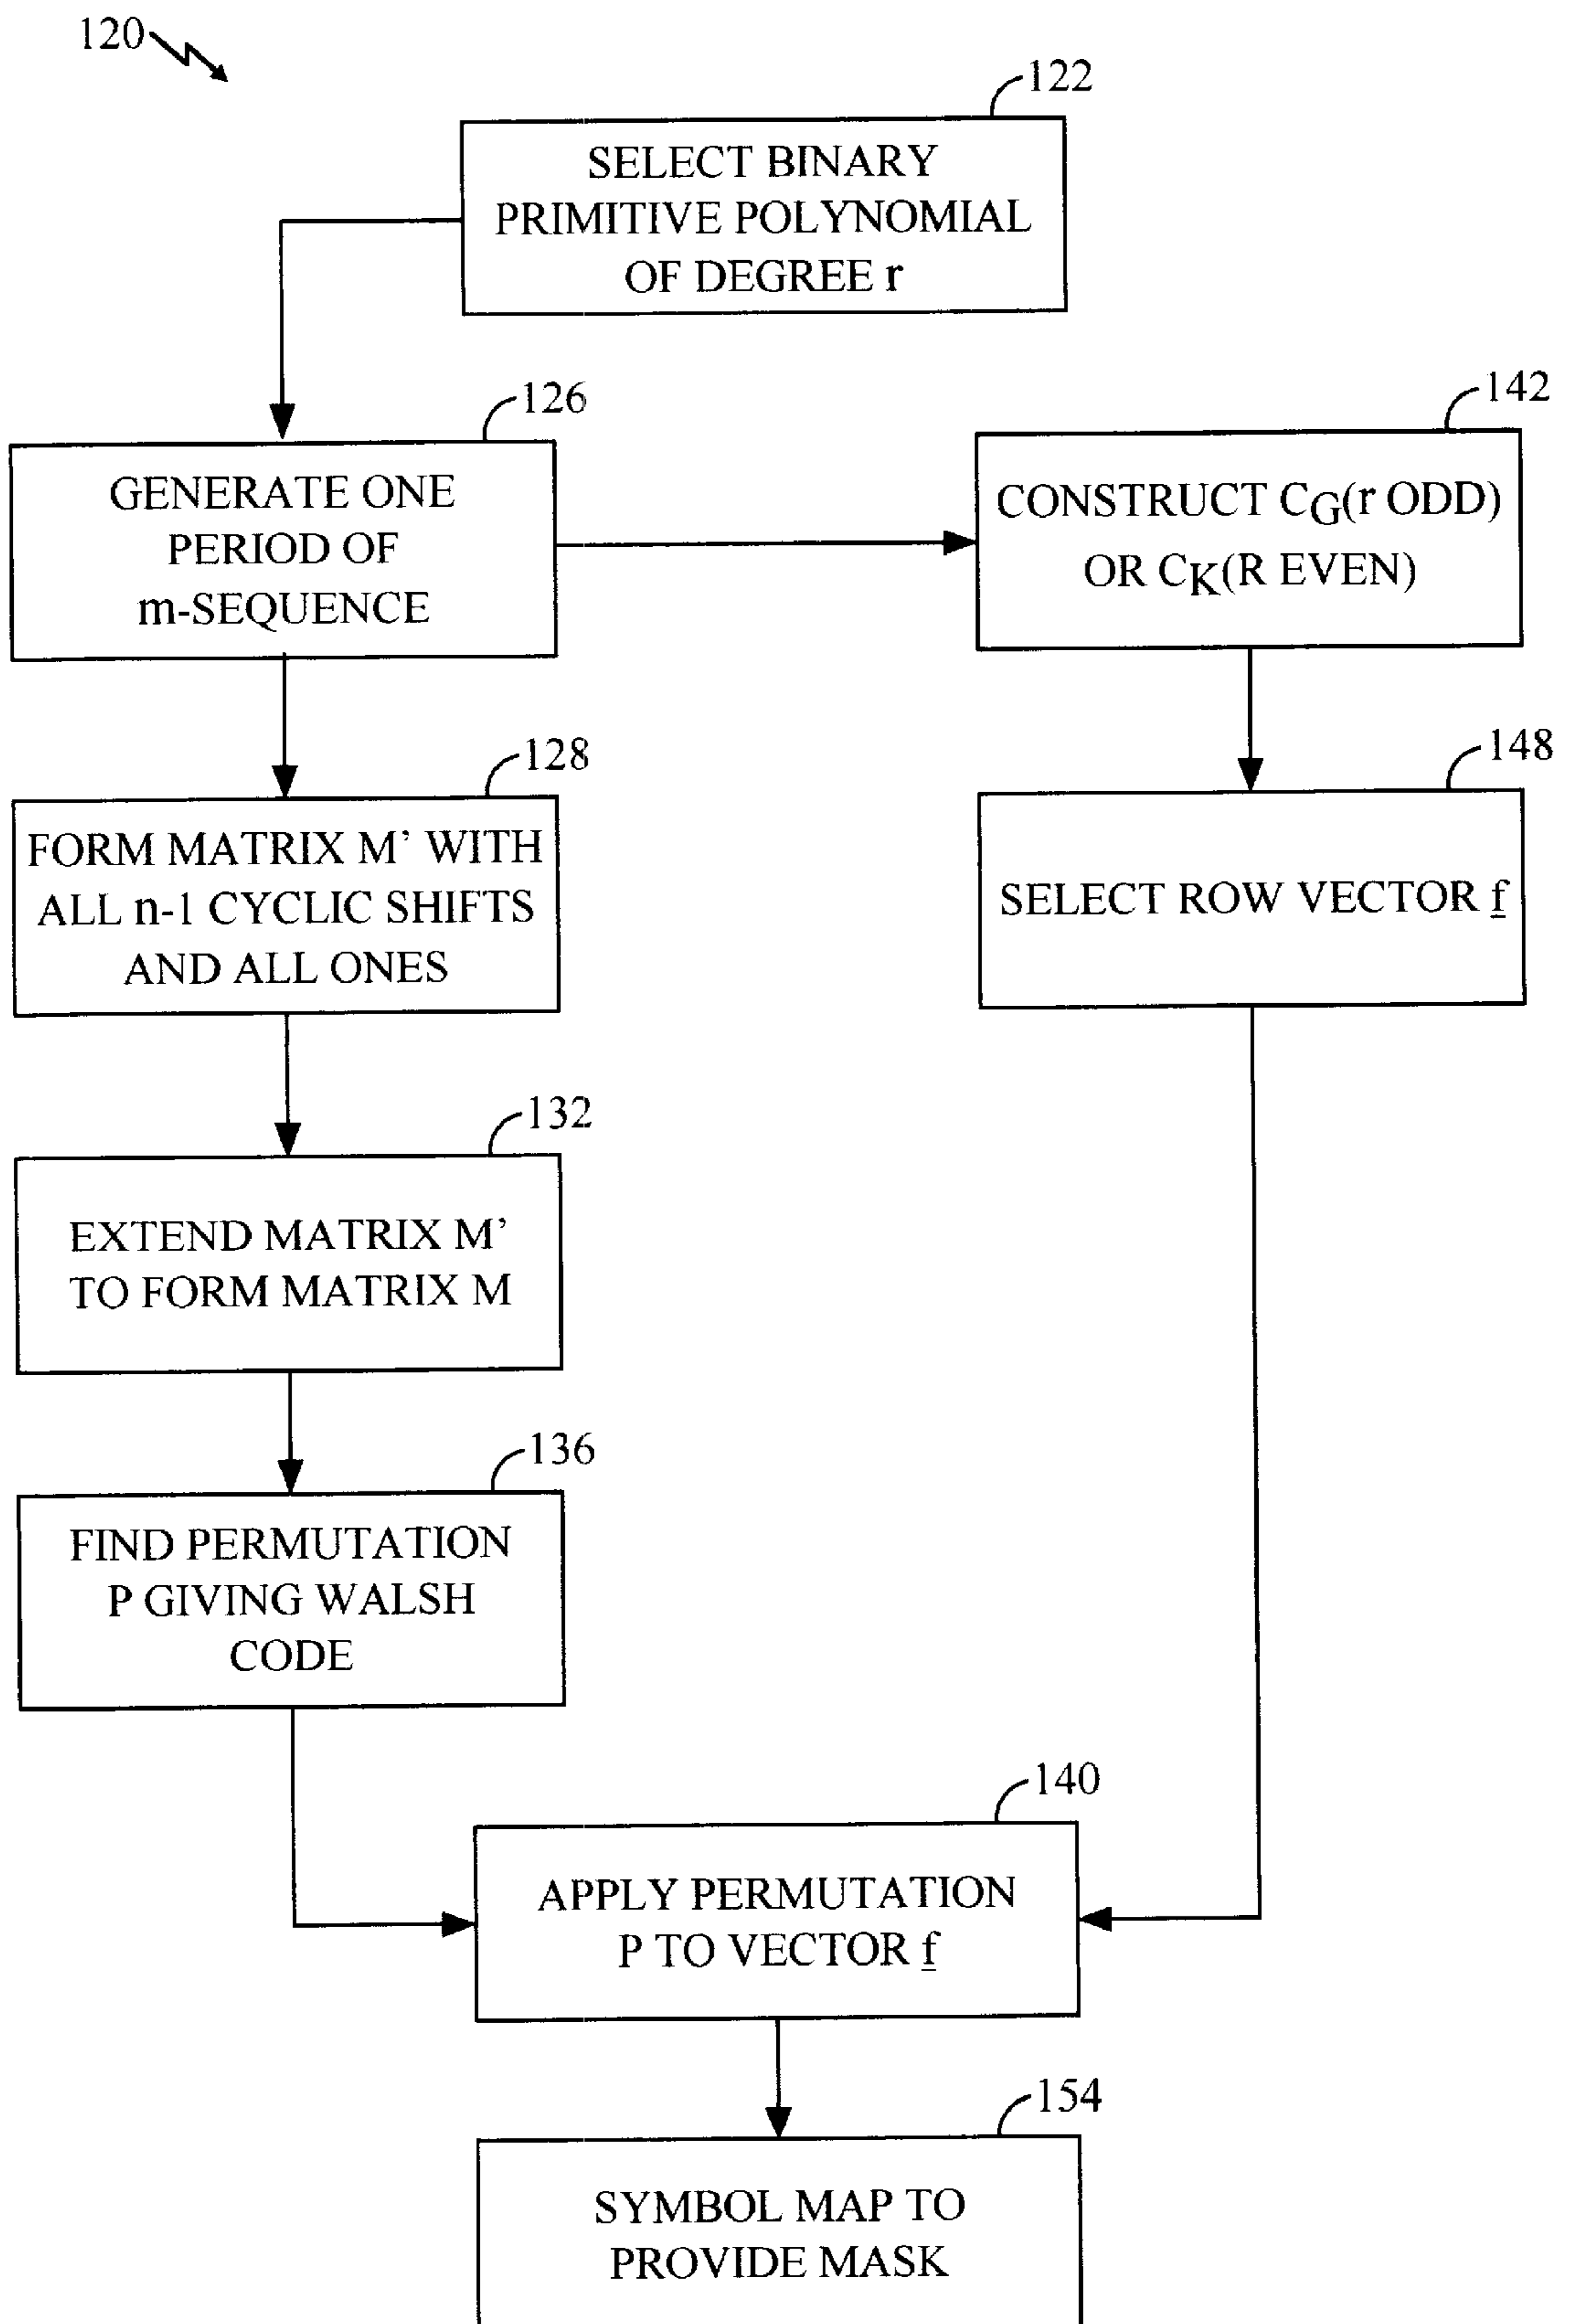 120
122
SELECT BINARY
PRIMITIVE POLYNOMIAL
OF DEGREE r
126
GENERATE ONE
PERIOD OF
m-SEQUENCE
142
CONSTRUCT CG(r ODD)
OR CK(R EVEN)
128
FORM MATRIX M' WITH
ALL n-1 CYCLIC SHIFTS
AND ALL ONES
148
SELECT ROW VECTOR f
132
EXTEND MATRIX M'
TO FORM MATRIX M
136
FIND PERMUTATION
P GIVING WALSH
CODE
140
APPLY PERMUTATION
P TO VECTOR f
154
SYMBOL MAP TO
PROVIDE MASK